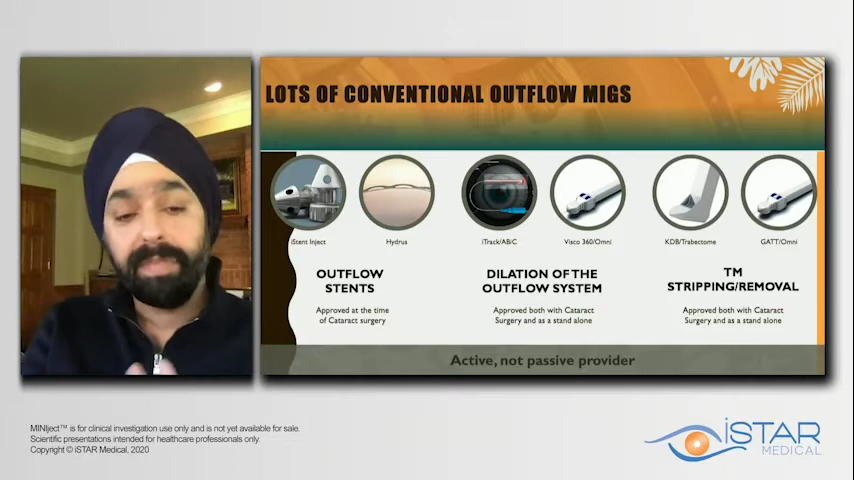 LOTS OF CONVENTIONAL OUTFLOW MIGS
iStent Inject
Hydrus
iTrack/ABiC
Visco 360/Omni
KDB/Trabectome
GATT/Omni
OUTFLOW
STENTS
Approved at the time
of Cataract surgery
DILATION OF THE
OUTFLOW SYSTEM
Approved both with Cataract
Surgery and as a stand alone
TM
STRIPPING/REMOVAL
Approved both with Cataract
Surgery and as a stand alone
Active, not passive provider
MINIject™ is for clinical investigation use only and is not yet available for sale.
Scientific presentations intended for healthcare professionals only.
Copyright © iSTAR Medical, 2020
iSTAR
MEDICAL